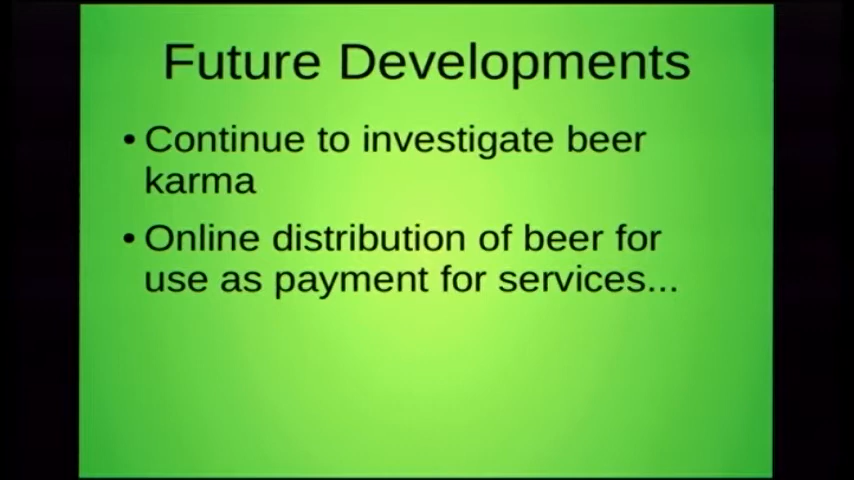 Future Developments
• Continue to investigate beer
karma
• Online distribution of beer for
use as payment for services...